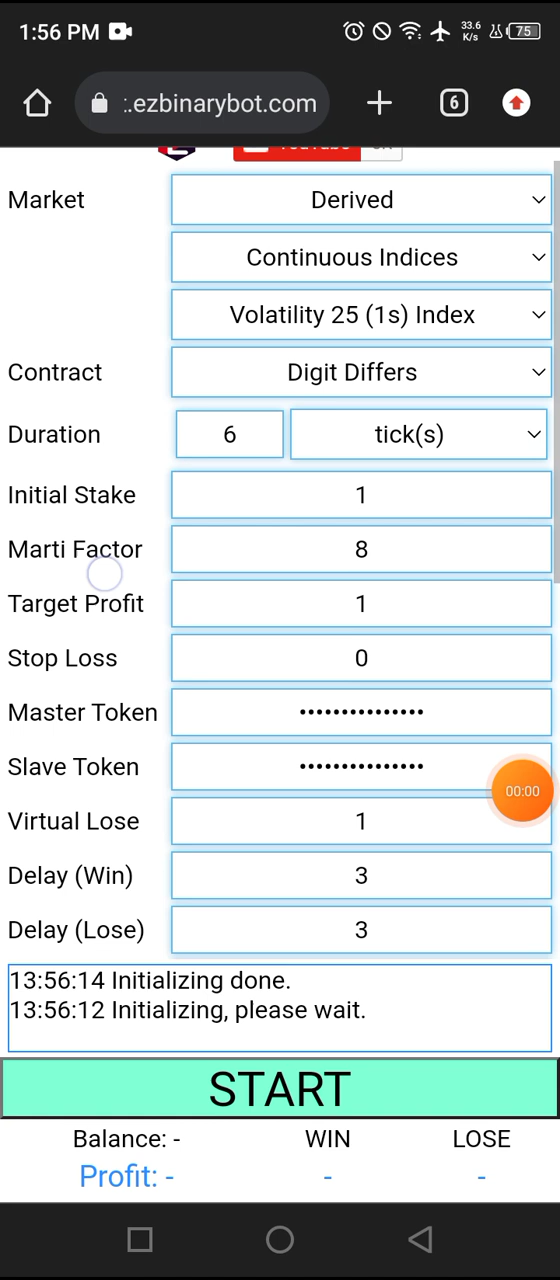 1:56 PM 33.6 K/s 75
:.ezbinarybot.com 6
Market Derived
Continuous Indices
Volatility 25 (1s) Index
Contract Digit Differs
Duration 6 tick(s)
Initial Stake 1
Marti Factor 8
Target Profit 1
Stop Loss 0
Master Token •••••••••••••••
Slave Token •••••••••••••••
00:00
Virtual Lose 1
Delay (Win) 3
Delay (Lose) 3
13:56:14 Initializing done.
13:56:12 Initializing, please wait.
START
Balance: - WIN LOSE
Profit: - - -